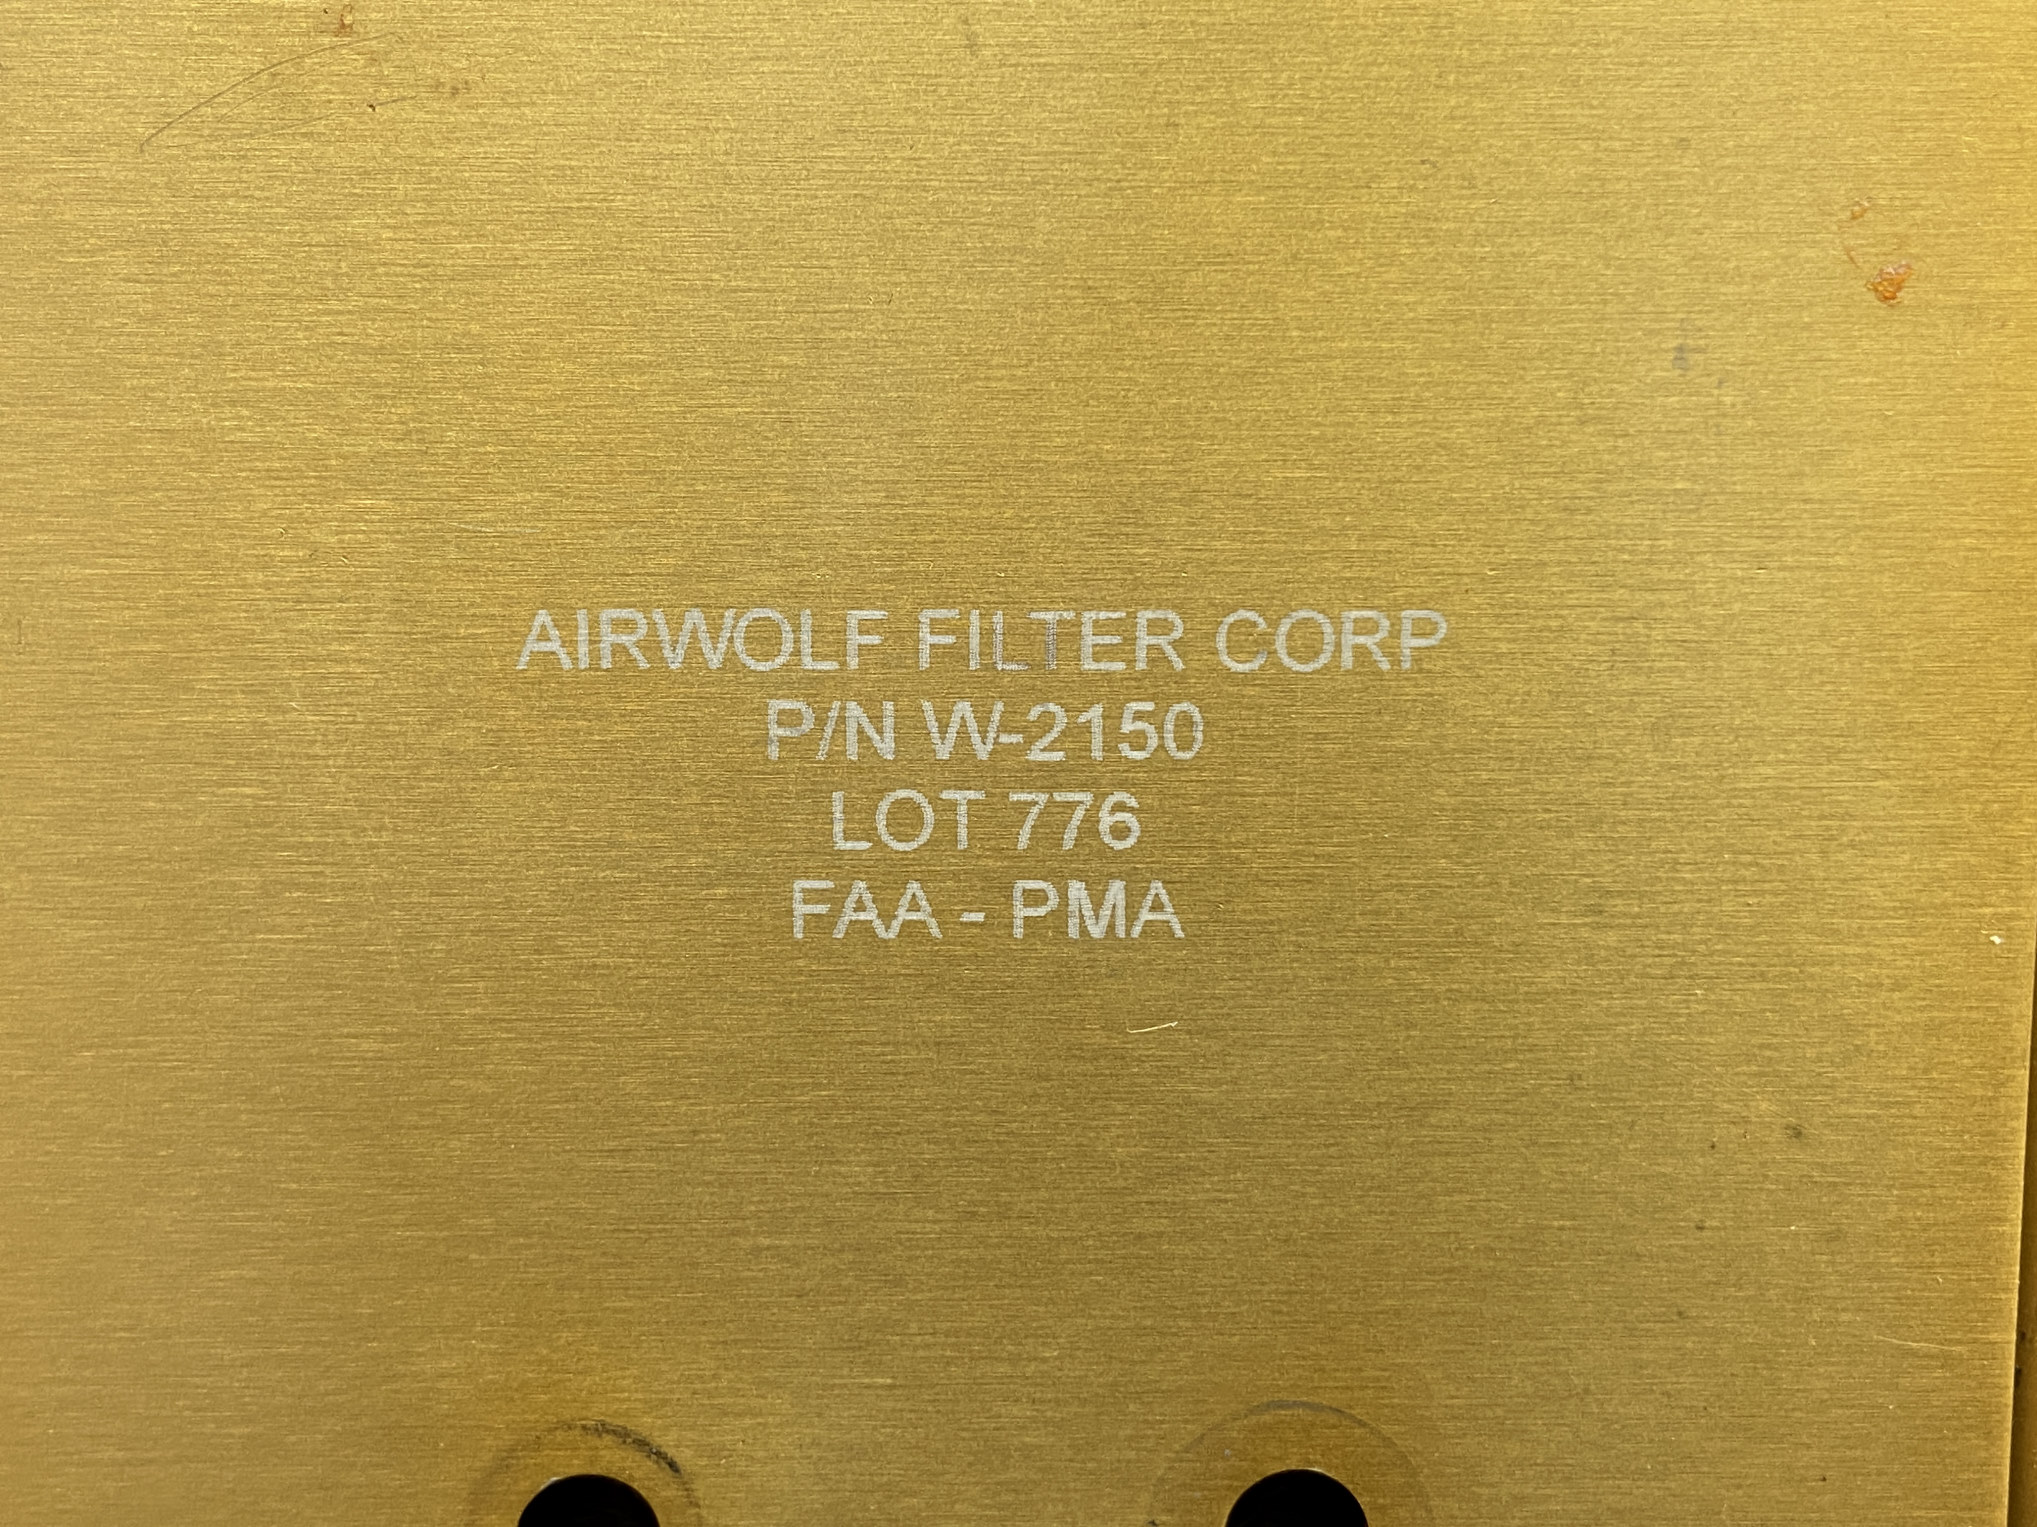 AIRWOLF FILTER CORP
P/N W-2150
LOT 776
FAA - PMA